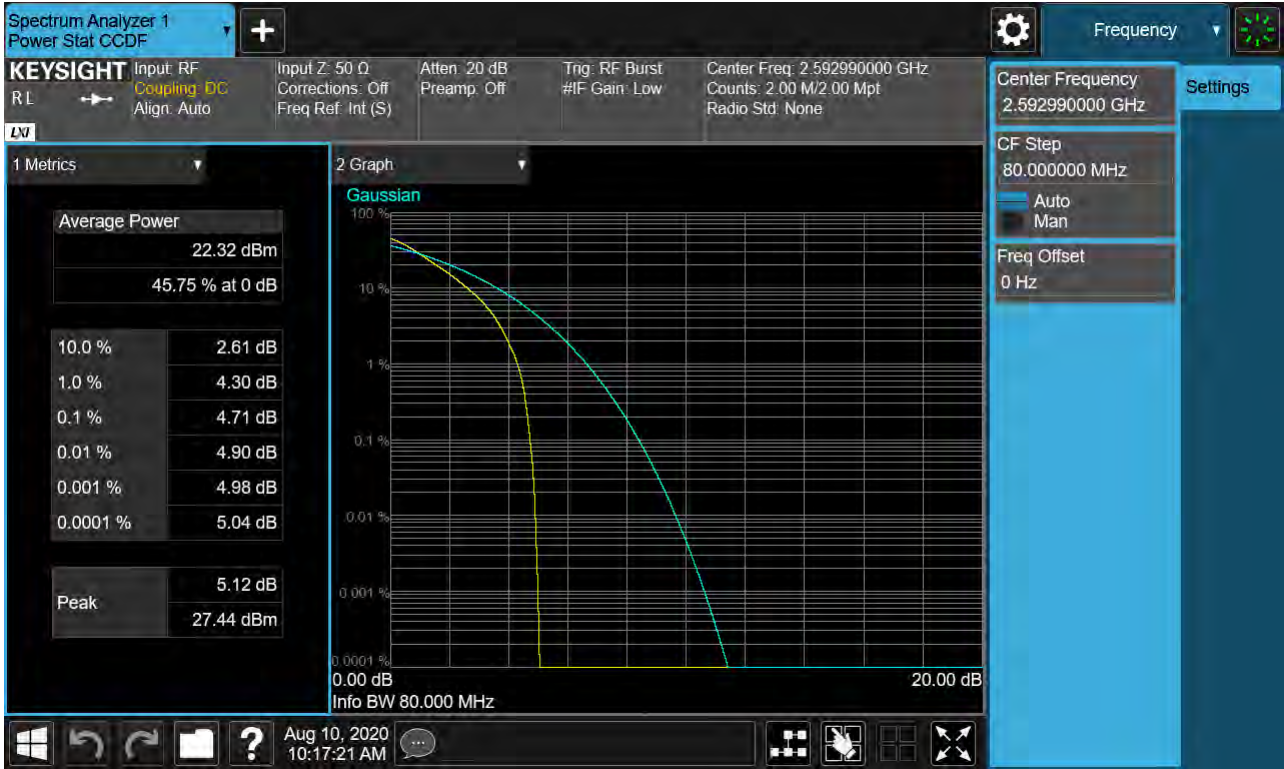 Spectrum Analyzer 1
Power Stat CCDF
Frequency
KEYSIGHT
R L
LXI
Input: RF
Coupling: DC
Align: Auto
Input Z: 50 Ω
Corrections: Off
Freq Ref: Int (S)
Atten: 20 dB
Preamp: Off
Trig: RF Burst
#IF Gain: Low
Center Freq: 2.592990000 GHz
Counts: 2.00 M/2.00 Mpt
Radio Std: None
Center Frequency
2.592990000 GHz
Settings
CF Step
80.000000 MHz
Auto
Man
Freq Offset
0 Hz
1 Metrics
Average Power
22.32 dBm
45.75 % at 0 dB
10.0 % 2.61 dB
1.0 % 4.30 dB
0.1 % 4.71 dB
0.01 % 4.90 dB
0.001 % 4.98 dB
0.0001 % 5.04 dB
Peak
5.12 dB
27.44 dBm
2 Graph
Gaussian
100 %
10 %
1 %
0.1 %
0.01 %
0.001 %
0.0001 %
0.00 dB 20.00 dB
Info BW 80.000 MHz
?
Aug 10, 2020
10:17:21 AM